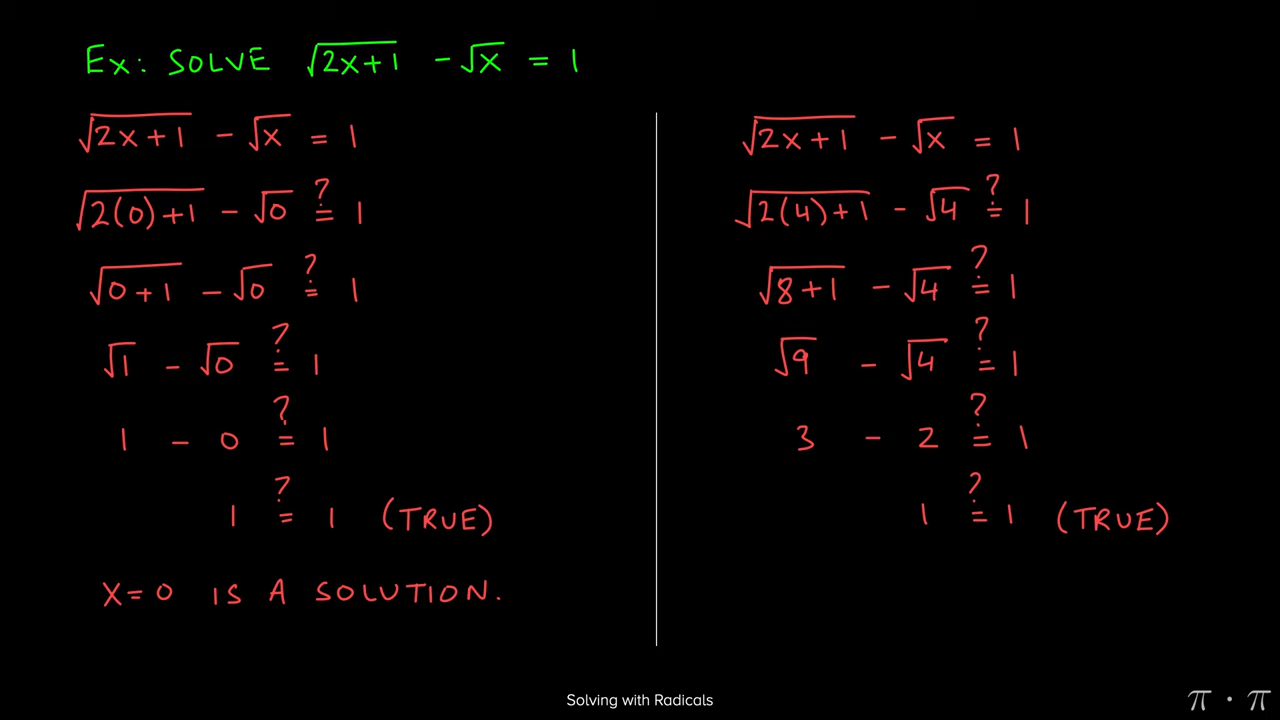 Ex: SOLVE √(2x+1) - √x = 1
√(2x+1) - √x = 1
√(2(0)+1) - √0 ≟ 1
√(0+1) - √0 ≟ 1
√1 - √0 ≟ 1
1 - 0 ≟ 1
1 ≟ 1 (TRUE)
X=0 IS A SOLUTION.
√(2x+1) - √x = 1
√(2(4)+1) - √4 ≟ 1
√(8+1) - √4 ≟ 1
√9 - √4 ≟ 1
3 - 2 ≟ 1
1 ≟ 1 (TRUE)
Solving with Radicals
π · π